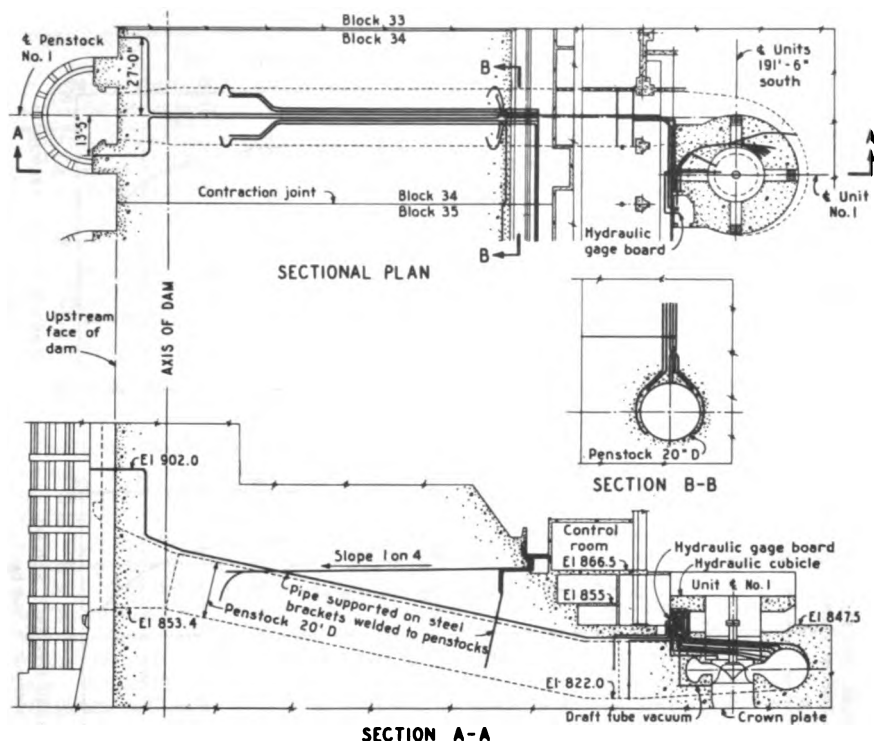 Block 33
Block 34
℄ Penstock
No. 1
27'-0"
13'-5"
A
B
℄ Units
191'-6"
south
A
Contraction joint
Block 34
Block 35
℄ Unit
No.1
Hydraulic
gage board
B
SECTIONAL PLAN
Upstream
face of
dam
AXIS OF DAM
Penstock 20"D
SECTION B-B
El 902.0
Slope 1 on 4
Control
room
El 866.5
Hydraulic gage board
Hydraulic cubicle
Unit ℄ No.1
El 855
El 847.5
Pipe supported on steel
brackets welded to penstocks
Penstock 20'D
El 853.4
El 822.0
Draft tube vacuum
Crown plate
SECTION A-A